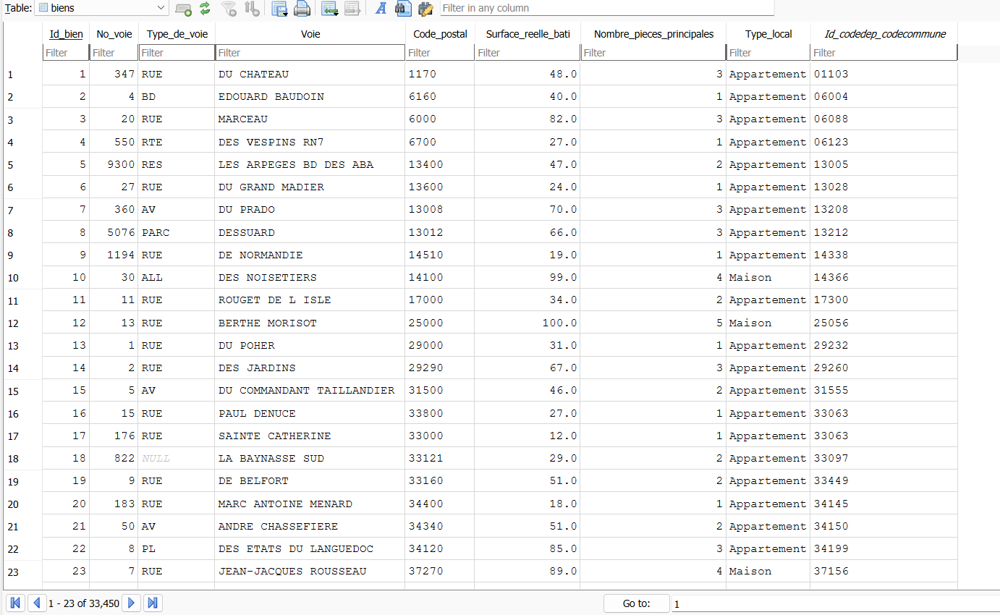 Table: biens Filter in any column
Id_bien No_voie Type_de_voie Voie Code_postal Surface_reelle_bati Nombre_pieces_principales Type_local Id_codedep_codecommune
Filter Filter Filter Filter Filter Filter Filter Filter Filter
1 1 347 RUE DU CHATEAU 1170 48.0 3 Appartement 01103
2 2 4 BD EDOUARD BAUDOIN 6160 40.0 1 Appartement 06004
3 3 20 RUE MARCEAU 6000 82.0 3 Appartement 06088
4 4 550 RTE DES VESPINS RN7 6700 27.0 1 Appartement 06123
5 5 9300 RES LES ARPEGES BD DES ABA 13400 47.0 2 Appartement 13005
6 6 27 RUE DU GRAND MADIER 13600 24.0 1 Appartement 13028
7 7 360 AV DU PRADO 13008 70.0 3 Appartement 13208
8 8 5076 PARC DESSUARD 13012 66.0 3 Appartement 13212
9 9 1194 RUE DE NORMANDIE 14510 19.0 1 Appartement 14338
10 10 30 ALL DES NOISETIERS 14100 99.0 4 Maison 14366
11 11 11 RUE ROUGET DE L ISLE 17000 34.0 2 Appartement 17300
12 12 13 RUE BERTHE MORISOT 25000 100.0 5 Maison 25056
13 13 1 RUE DU POHER 29000 31.0 1 Appartement 29232
14 14 2 RUE DES JARDINS 29290 67.0 3 Appartement 29260
15 15 5 AV DU COMMANDANT TAILLANDIER 31500 46.0 2 Appartement 31555
16 16 15 RUE PAUL DENUCE 33800 27.0 1 Appartement 33063
17 17 176 RUE SAINTE CATHERINE 33000 12.0 1 Appartement 33063
18 18 822 NULL LA BAYNASSE SUD 33121 29.0 2 Appartement 33097
19 19 9 RUE DE BELFORT 33160 51.0 2 Appartement 33449
20 20 183 RUE MARC ANTOINE MENARD 34400 18.0 1 Appartement 34145
21 21 50 AV ANDRE CHASSEFIERE 34340 51.0 2 Appartement 34150
22 22 8 PL DES ETATS DU LANGUEDOC 34120 85.0 3 Appartement 34199
23 23 7 RUE JEAN-JACQUES ROUSSEAU 37270 89.0 4 Maison 37156
1 - 23 of 33,450 Go to: 1